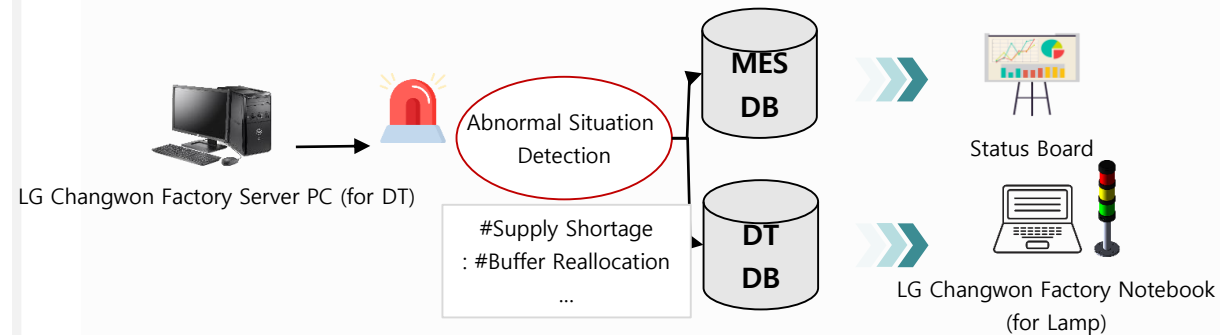 LG Changwon Factory Server PC (for DT)
Abnormal Situation
Detection
#Supply Shortage
: #Buffer Reallocation
...
MES
DB
DT
DB
Status Board
LG Changwon Factory Notebook
(for Lamp)